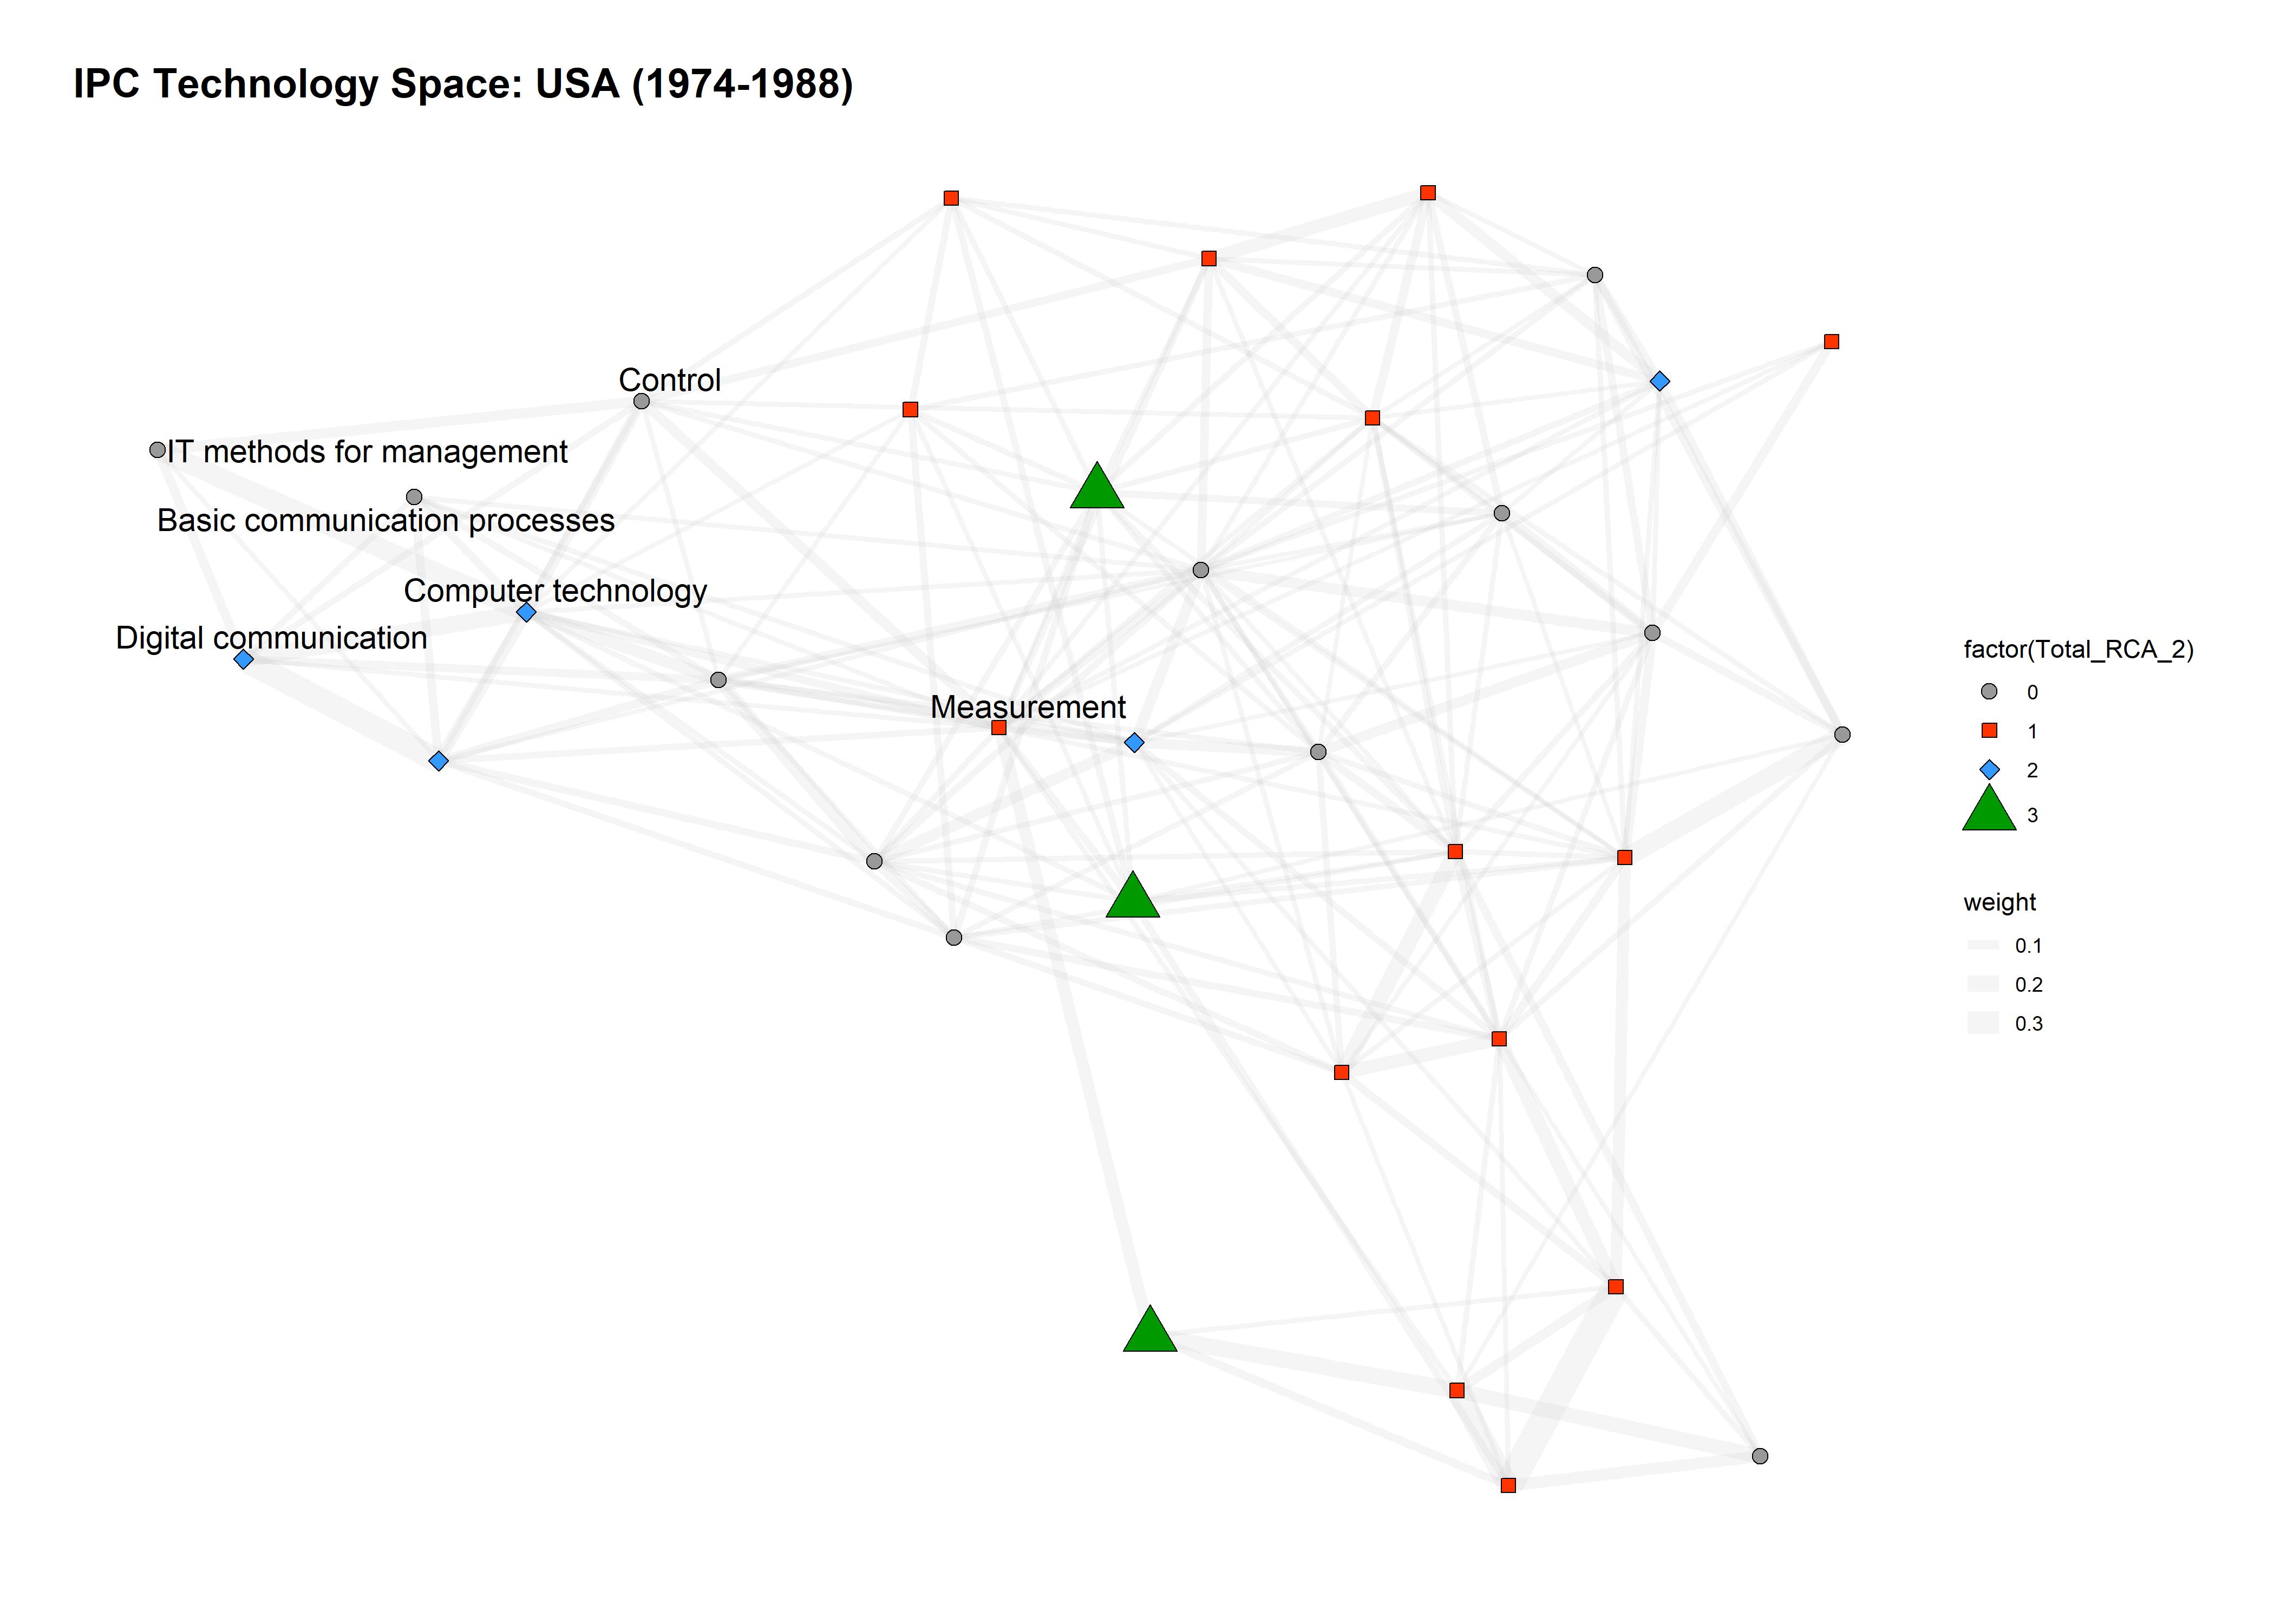 IPC Technology Space: USA (1974-1988)
Control
IT methods for management
Basic communication processes
Computer technology
Digital communication
Measurement
factor(Total_RCA_2)
0
1
2
3
weight
0.1
0.2
0.3